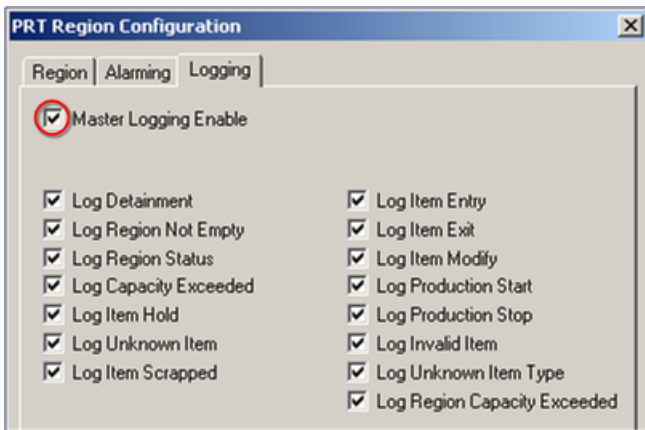 PRT Region Configuration
Region Alarming Logging
Master Logging Enable
Log Detainment
Log Region Not Empty
Log Region Status
Log Capacity Exceeded
Log Item Hold
Log Unknown Item
Log Item Scrapped
Log Item Entry
Log Item Exit
Log Item Modify
Log Production Start
Log Production Stop
Log Invalid Item
Log Unknown Item Type
Log Region Capacity Exceeded